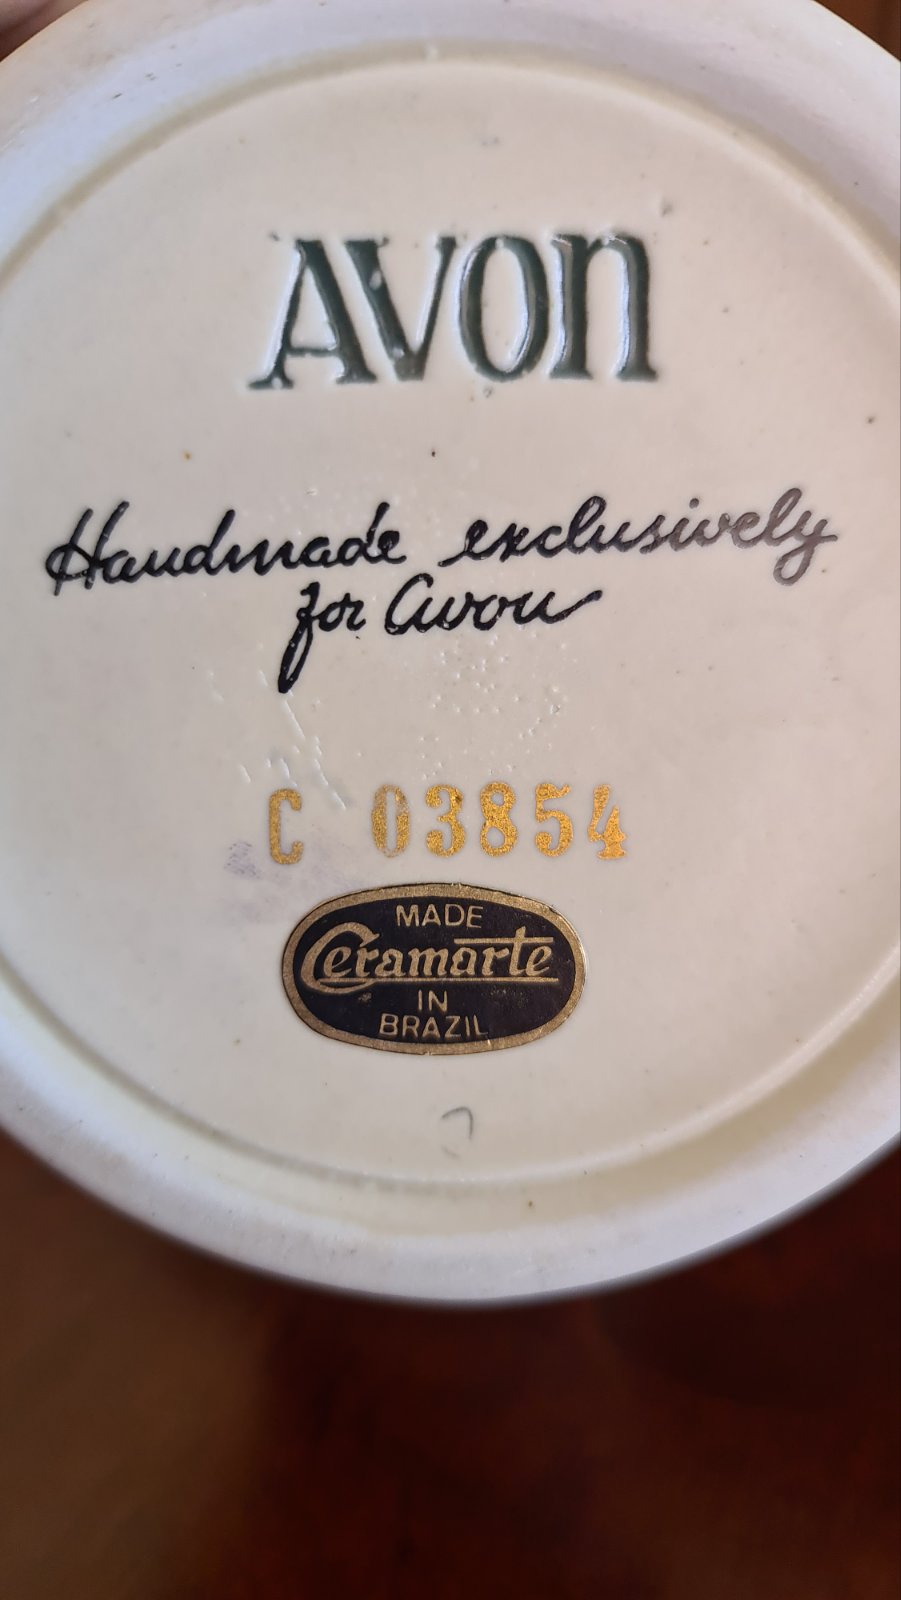 AVON
Handmade exclusively
for Avon
C 03854
MADE
Ceramarte
IN
BRAZIL